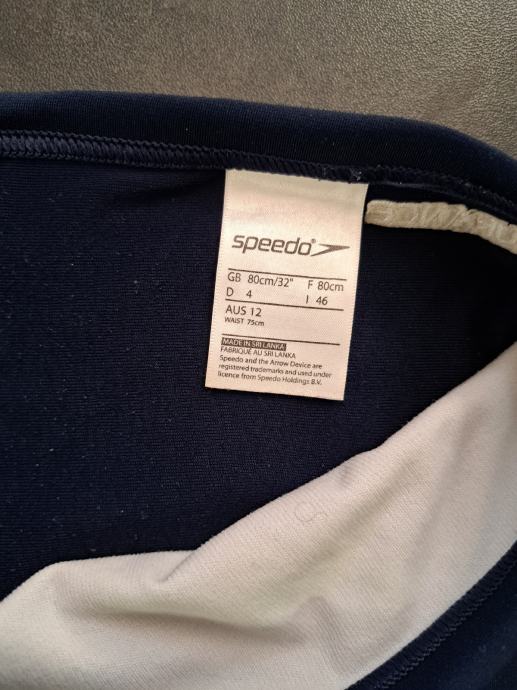 speedo®
GB 80cm/32" F 80cm
D 4 I 46
AUS 12
WAIST 75cm
MADE IN SRI LANKA
FABRIQUÉ AU SRI LANKA
Speedo and the Arrow Device are
registered trademarks and used under
licence from Speedo Holdings B.V.